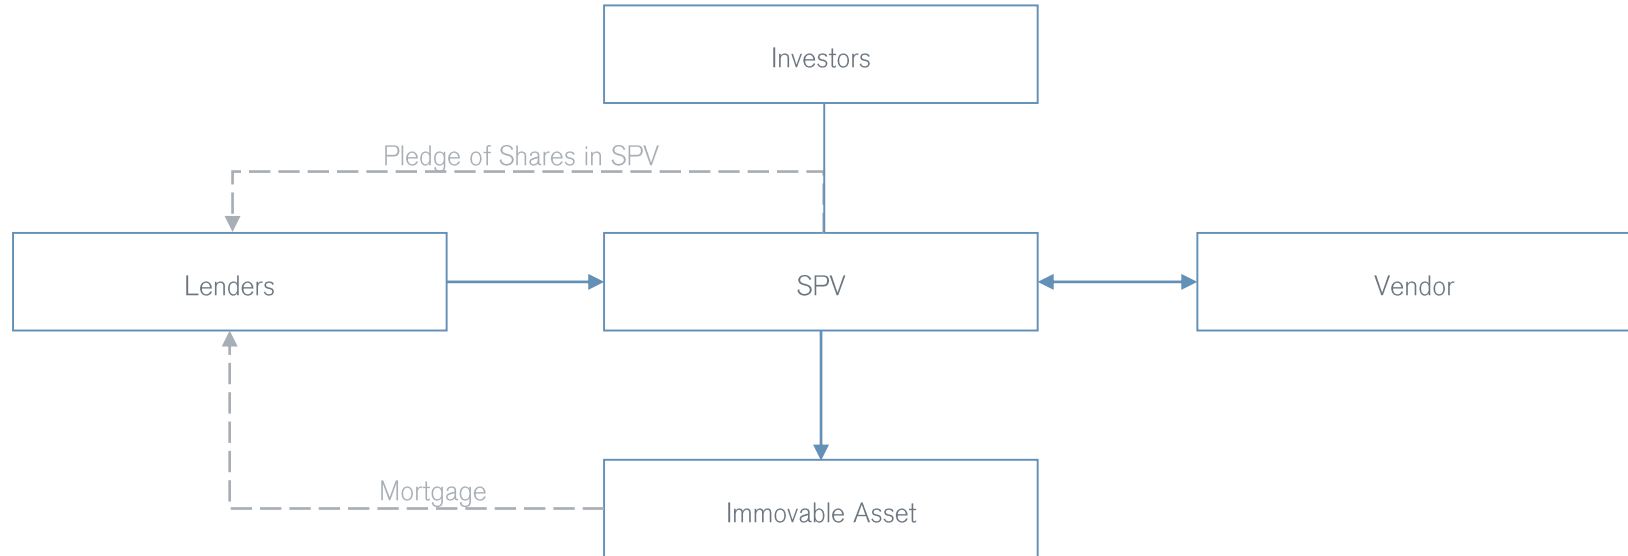 Investors
Pledge of Shares in SPV
Lenders
SPV
Vendor
Mortgage
Immovable Asset